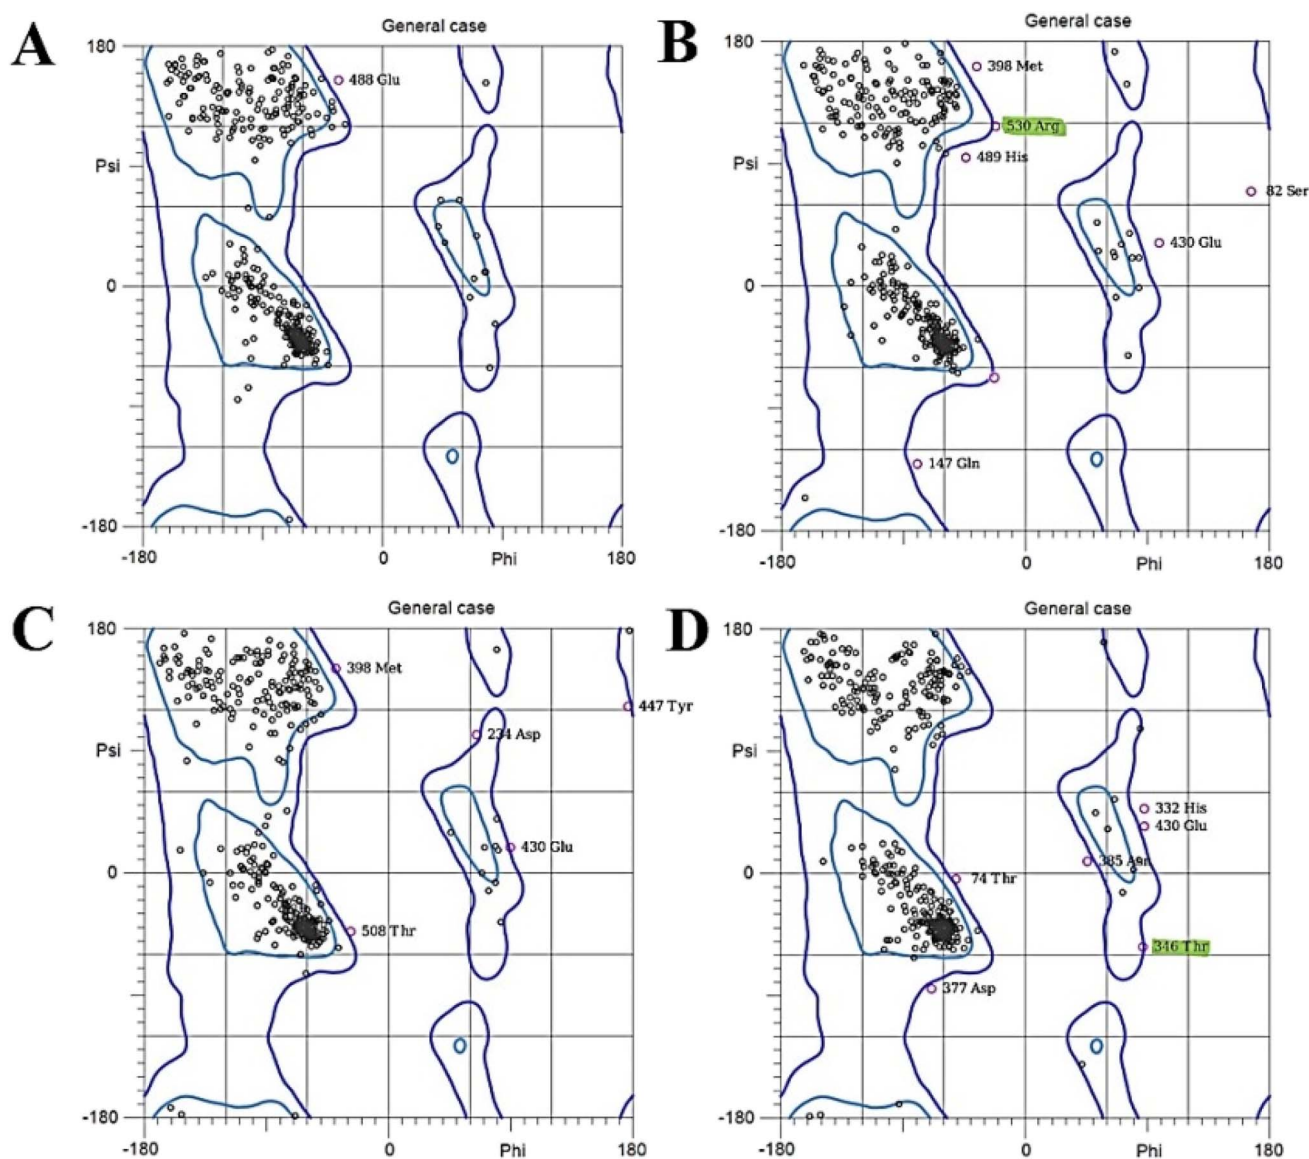 A
General case
180
488 Glu
Psi
0
-180
-180
0
Phi
180
B
General case
180
398 Met
530 Arg
489 His
Psi
82 Ser
430 Glu
0
147 Gln
-180
-180
0
Phi
180
C
General case
180
398 Met
447 Tyr
234 Asp
Psi
430 Glu
0
508 Thr
-180
-180
0
Phi
180
D
General case
180
Psi
332 His
430 Glu
385 Asn
0
74 Thr
346 Thr
377 Asp
-180
-180
0
Phi
180